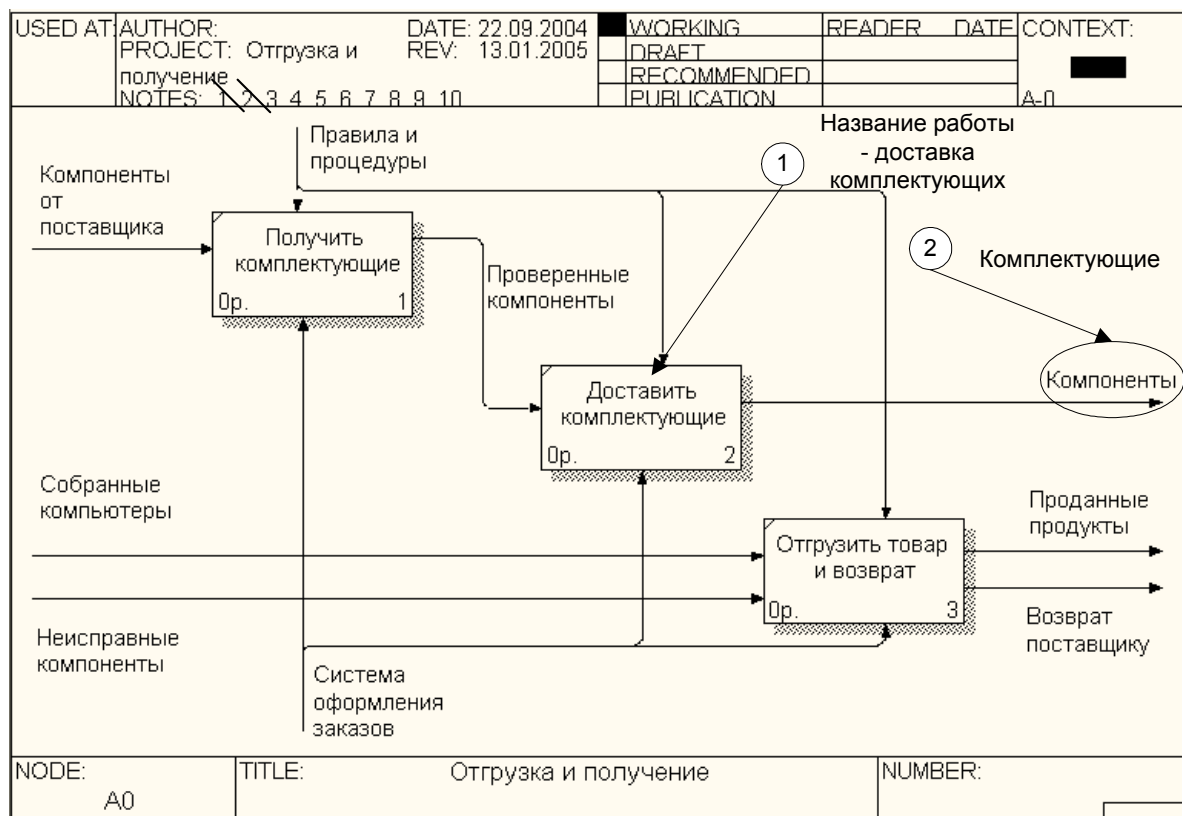 USED AT:
AUTHOR:
DATE: 22.09.2004
PROJECT: Отгрузка и
REV: 13.01.2005
получение
NOTES: 1 2 3 4 5 6 7 8 9 10
WORKING
DRAFT
RECOMMENDED
PUBLICATION
READER DATE
CONTEXT:
A-0
Правила и
процедуры
Название работы
- доставка
комплектующих
1
Компоненты
от
поставщика
Получить
комплектующие
0р. 1
Проверенные
компоненты
2
Комплектующие
Компоненты
Доставить
комплектующие
0р. 2
Собранные
компьютеры
Проданные
продукты
Отгрузить товар
и возврат
0р. 3
Неисправные
компоненты
Возврат
поставщику
Система
оформления
заказов
NODE:
A0
TITLE:
Отгрузка и получение
NUMBER: